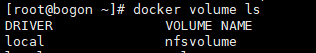 [root@bogon ~]# docker volume ls
DRIVER VOLUME NAME
local nfsvolume